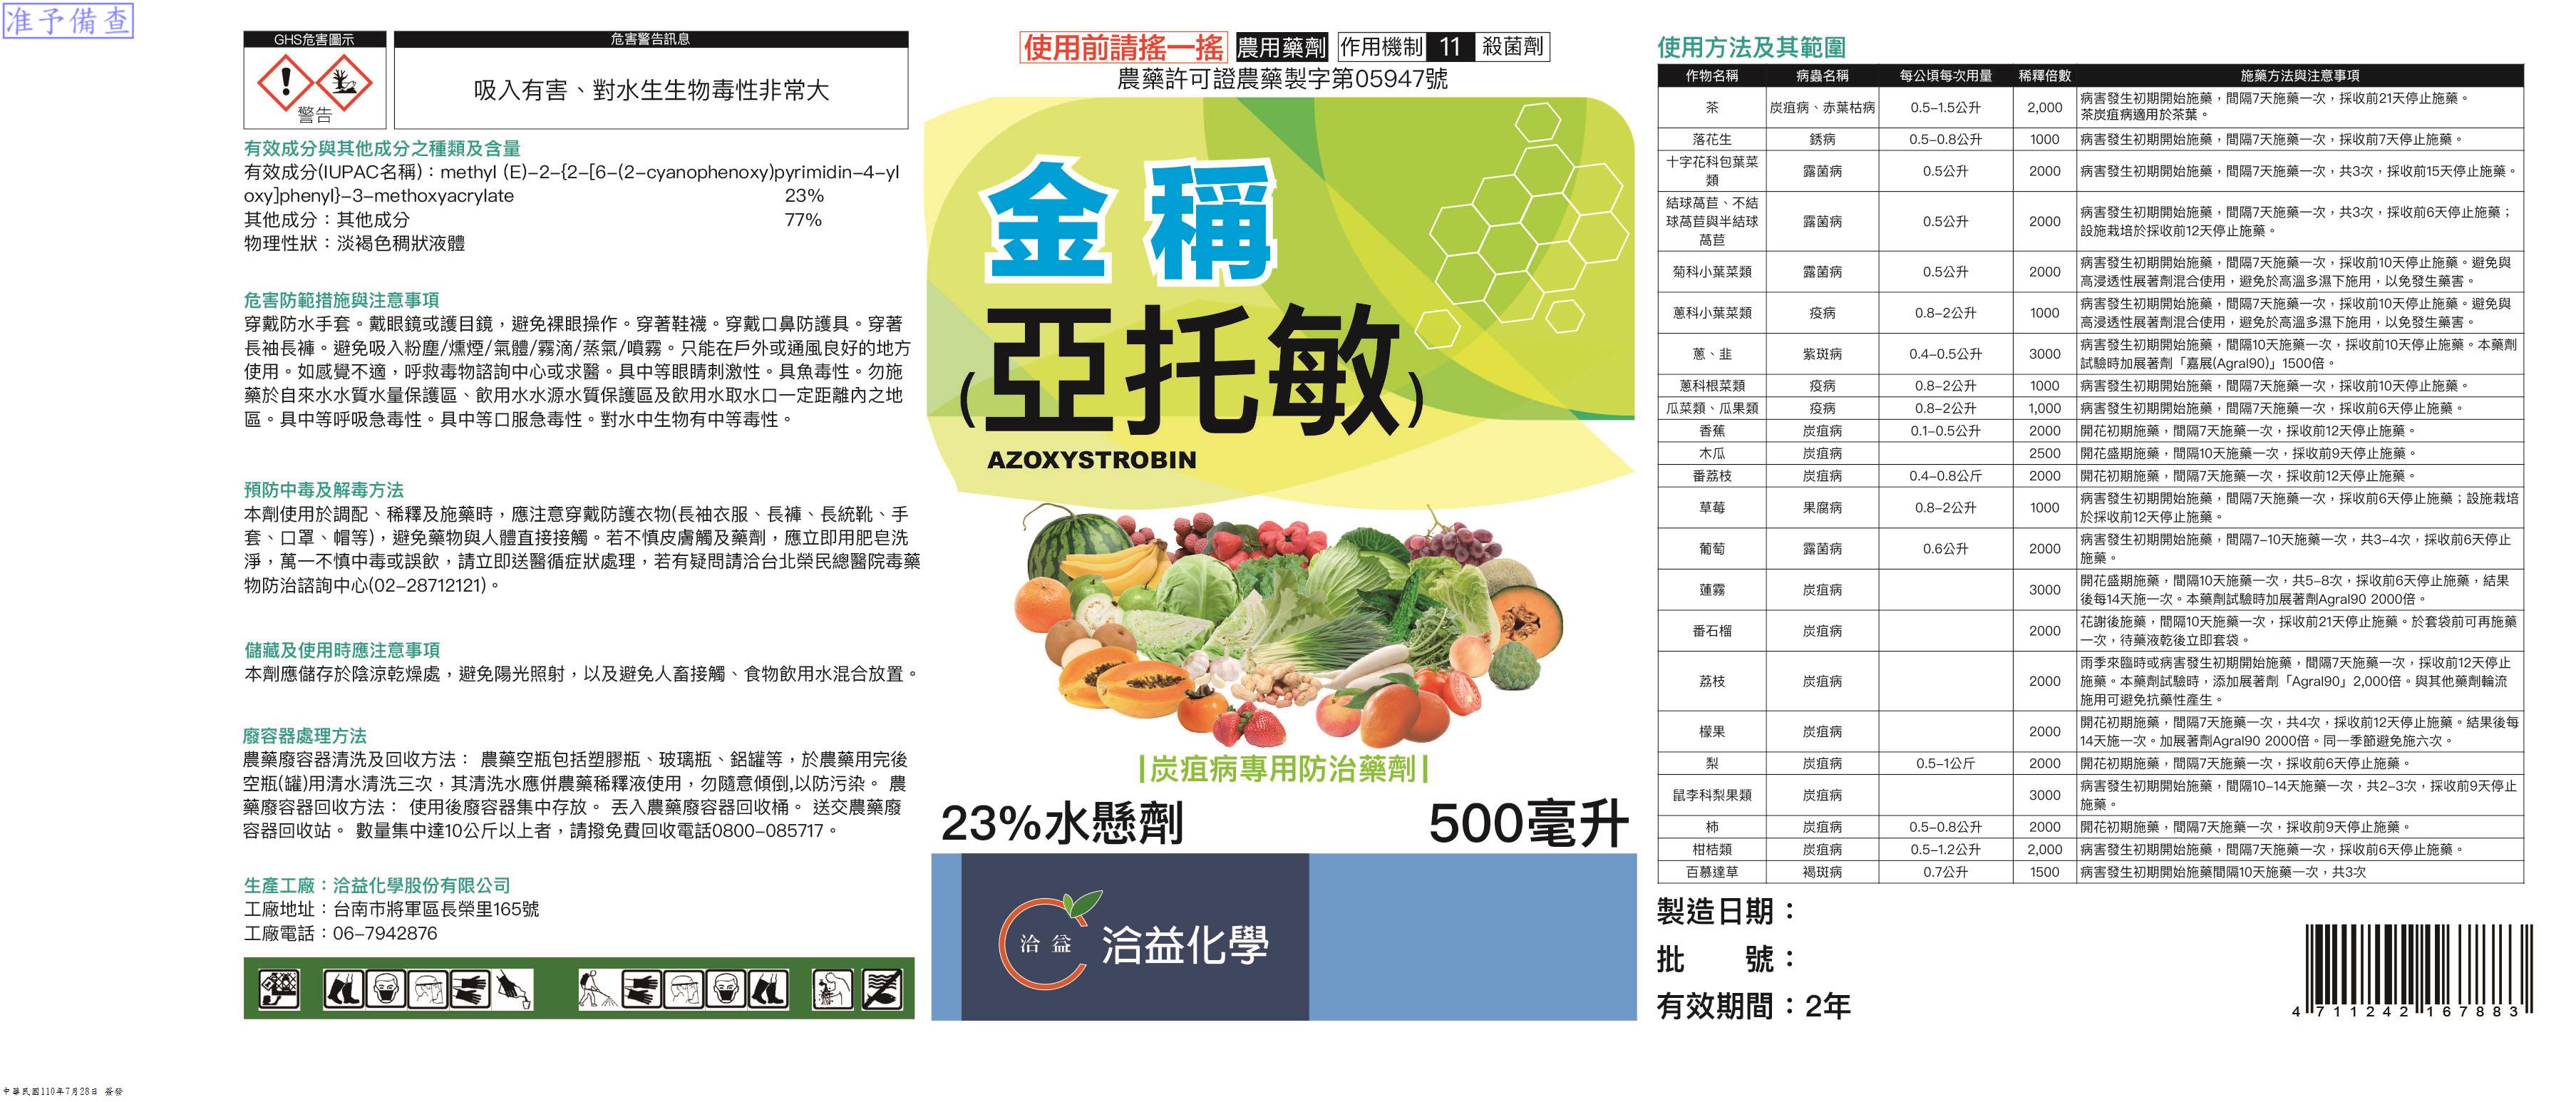 准予備查
GHS危害圖示
警告
危害警告訊息
吸入有害、對水生生物毒性非常大
有效成分與其他成分之種類及含量
有效成分(IUPAC名稱)：methyl (E)–2–{2–[6–(2–cyanophenoxy)pyrimidin–4–yl
oxy]phenyl}–3–methoxyacrylate 23%
其他成分：其他成分 77%
物理性狀：淡褐色稠狀液體
危害防範措施與注意事項
穿戴防水手套。戴眼鏡或護目鏡，避免裸眼操作。穿著鞋襪。穿戴口鼻防護具。穿著
長袖長褲。避免吸入粉塵/燻煙/氣體/霧滴/蒸氣/噴霧。只能在戶外或通風良好的地方
使用。如感覺不適，呼救毒物諮詢中心或求醫。具中等眼睛刺激性。具魚毒性。勿施
藥於自來水水質水量保護區、飲用水水源水質保護區及飲用水取水口一定距離內之地
區。具中等呼吸急毒性。具中等口服急毒性。對水中生物有中等毒性。
預防中毒及解毒方法
本劑使用於調配、稀釋及施藥時，應注意穿戴防護衣物(長袖衣服、長褲、長統靴、手
套、口罩、帽等)，避免藥物與人體直接接觸。若不慎皮膚觸及藥劑，應立即用肥皂洗
淨，萬一不慎中毒或誤飲，請立即送醫循症狀處理，若有疑問請洽台北榮民總醫院毒藥
物防治諮詢中心(02–28712121)。
儲藏及使用時應注意事項
本劑應儲存於陰涼乾燥處，避免陽光照射，以及避免人畜接觸、食物飲用水混合放置。
廢容器處理方法
農藥廢容器清洗及回收方法： 農藥空瓶包括塑膠瓶、玻璃瓶、鋁罐等，於農藥用完後
空瓶(罐)用清水清洗三次，其清洗水應併農藥稀釋液使用，勿隨意傾倒,以防污染。 農
藥廢容器回收方法： 使用後廢容器集中存放。 丟入農藥廢容器回收桶。 送交農藥廢
容器回收站。 數量集中達10公斤以上者，請撥免費回收電話0800–085717。
生產工廠：洽益化學股份有限公司
工廠地址：台南市將軍區長榮里165號
工廠電話：06–7942876
使用前請搖一搖 農用藥劑 作用機制 11 殺菌劑
農藥許可證農藥製字第05947號
金稱
(亞托敏)
AZOXYSTROBIN
炭疽病專用防治藥劑
23%水懸劑 500毫升
洽益 洽益化學
使用方法及其範圍
作物名稱 病蟲名稱 每公頃每次用量 稀釋倍數 施藥方法與注意事項
茶 炭疽病、赤葉枯病 0.5–1.5公升 2,000 病害發生初期開始施藥，間隔7天施藥一次，採收前21天停止施藥。
茶炭疽病適用於茶葉。
落花生 銹病 0.5–0.8公升 1000 病害發生初期開始施藥，間隔7天施藥一次，採收前7天停止施藥。
十字花科包葉菜
類 露菌病 0.5公升 2000 病害發生初期開始施藥，間隔7天施藥一次，共3次，採收前15天停止施藥。
結球萵苣、不結
球萵苣與半結球
萵苣 露菌病 0.5公升 2000 病害發生初期開始施藥，間隔7天施藥一次，共3次，採收前6天停止施藥；
設施栽培於採收前12天停止施藥。
菊科小葉菜類 露菌病 0.5公升 2000 病害發生初期開始施藥，間隔7天施藥一次，採收前10天停止施藥。避免與
高浸透性展著劑混合使用，避免於高溫多濕下施用，以免發生藥害。
蔥科小葉菜類 疫病 0.8–2公升 1000 病害發生初期開始施藥，間隔7天施藥一次，採收前10天停止施藥。避免與
高浸透性展著劑混合使用，避免於高溫多濕下施用，以免發生藥害。
蔥、韭 紫斑病 0.4–0.5公升 3000 病害發生初期開始施藥，間隔10天施藥一次，採收前10天停止施藥。本藥劑
試驗時加展著劑「嘉展(Agral90)」1500倍。
蔥科根菜類 疫病 0.8–2公升 1000 病害發生初期開始施藥，間隔7天施藥一次，採收前10天停止施藥。
瓜菜類、瓜果類 疫病 0.8–2公升 1,000 病害發生初期開始施藥，間隔7天施藥一次，採收前6天停止施藥。
香蕉 炭疽病 0.1–0.5公升 2000 開花初期施藥，間隔7天施藥一次，採收前12天停止施藥。
木瓜 炭疽病 2500 開花盛期施藥，間隔10天施藥一次，採收前9天停止施藥。
番荔枝 炭疽病 0.4–0.8公斤 2000 開花初期施藥，間隔7天施藥一次，採收前12天停止施藥。
草莓 果腐病 0.8–2公升 1000 病害發生初期開始施藥，間隔7天施藥一次，採收前6天停止施藥；設施栽培
於採收前12天停止施藥。
葡萄 露菌病 0.6公升 2000 病害發生初期開始施藥，間隔7–10天施藥一次，共3–4次，採收前6天停止
施藥。
蓮霧 炭疽病 3000 開花盛期施藥，間隔10天施藥一次，共5–8次，採收前6天停止施藥，結果
後每14天施一次。本藥劑試驗時加展著劑Agral90 2000倍。
番石榴 炭疽病 2000 花謝後施藥，間隔10天施藥一次，採收前21天停止施藥。於套袋前可再施藥
一次，待藥液乾後立即套袋。
荔枝 炭疽病 2000 雨季來臨時或病害發生初期開始施藥，間隔7天施藥一次，採收前12天停止
施藥。本藥劑試驗時，添加展著劑「Agral90」2,000倍。與其他藥劑輪流
施用可避免抗藥性產生。
檬果 炭疽病 2000 開花初期施藥，間隔7天施藥一次，共4次，採收前12天停止施藥。結果後每
14天施一次。加展著劑Agral90 2000倍。同一季節避免施六次。
梨 炭疽病 0.5–1公斤 2000 開花初期施藥，間隔7天施藥一次，採收前6天停止施藥。
鼠李科梨果類 炭疽病 3000 病害發生初期開始施藥，間隔10–14天施藥一次，共2–3次，採收前9天停止
施藥。
柿 炭疽病 0.5–0.8公升 2000 開花初期施藥，間隔7天施藥一次，採收前9天停止施藥。
柑桔類 炭疽病 0.5–1.2公升 2,000 病害發生初期開始施藥，間隔7天施藥一次，採收前6天停止施藥。
百慕達草 褐斑病 0.7公升 1500 病害發生初期開始施藥間隔10天施藥一次，共3次
製造日期：
批 號：
有效期間：2年
4 711242 167883
中華民國110年7月28日 簽發